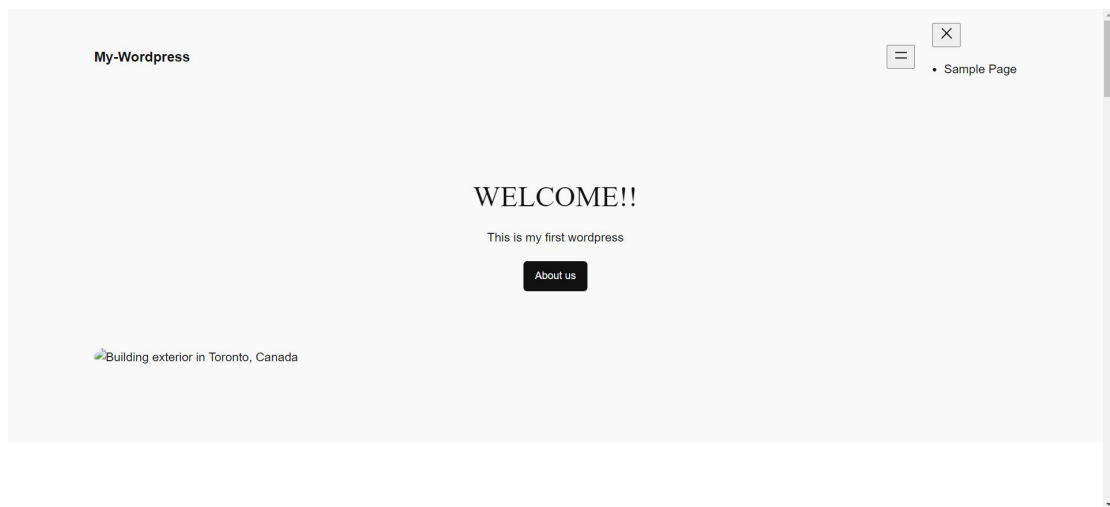 My-Wordpress
Sample Page
WELCOME!!
This is my first wordpress
About us
Building exterior in Toronto, Canada